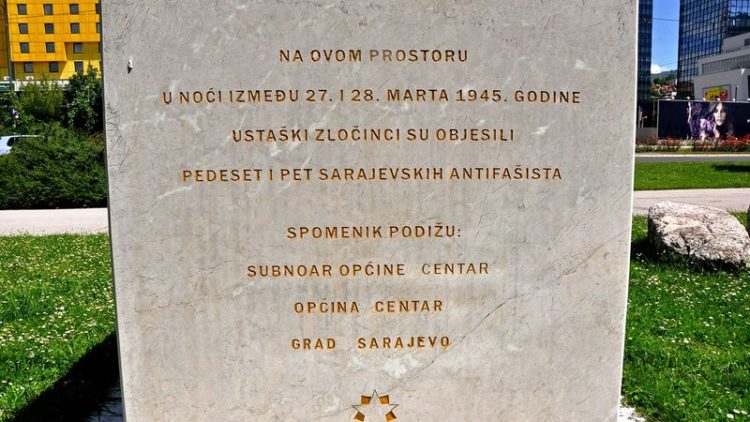 NA OVOM PROSTORU
U NOĆI IZMEĐU 27. I 28. MARTA 1945. GODINE
USTAŠKI ZLOČINCI SU OBJESILI
PEDESET I PET SARAJEVSKIH ANTIFAŠISTA
SPOMENIK PODIŽU:
SUBNOAR OPĆINE CENTAR
OPĆINA CENTAR
GRAD SARAJEVO